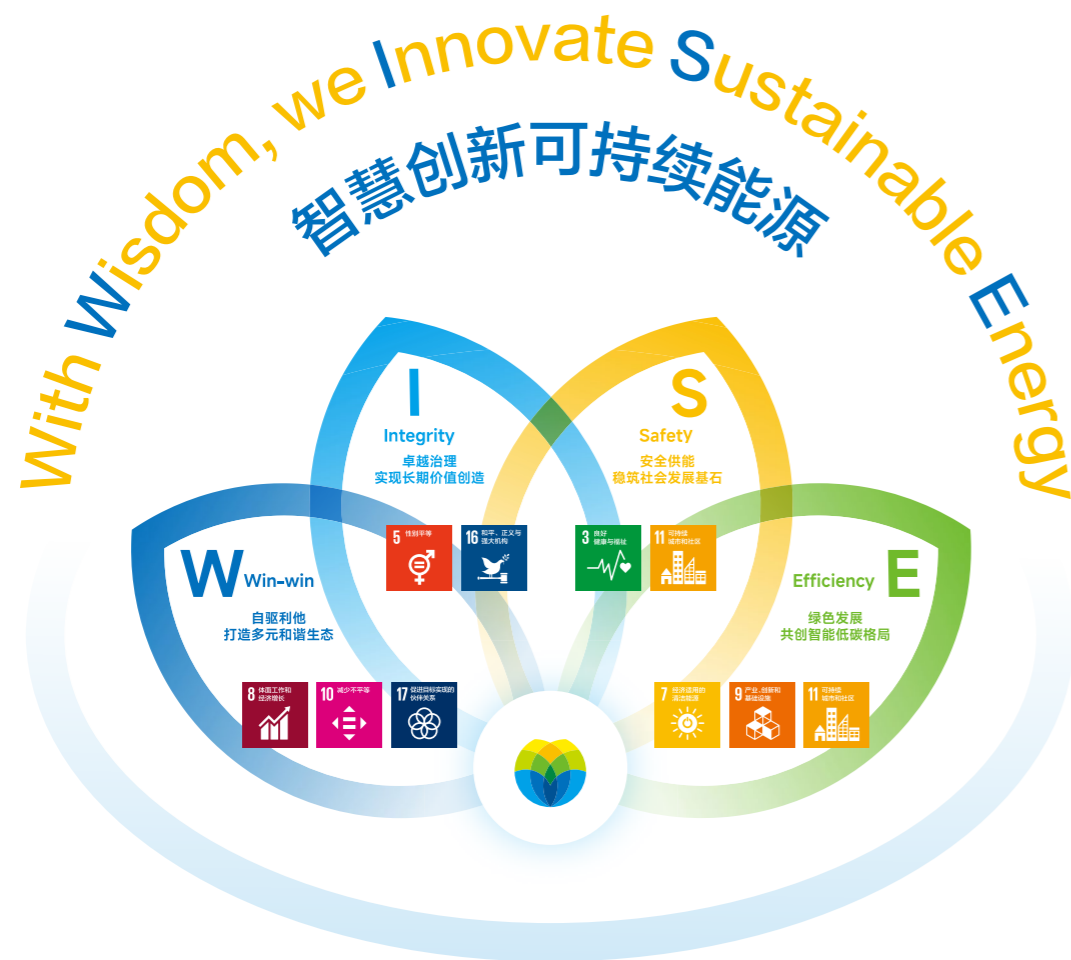 With Wisdom, we Innovate Sustainable Energy
智慧创新可持续能源
I
Integrity
卓越治理
实现长期价值创造
S
Safety
安全供能
稳筑社会发展基石
5 性别平等
16 和平、正义与
强大机构
3 良好
健康与福祉
11 可持续
城市和社区
W Win-win
自驱利他
打造多元和谐生态
Efficiency E
绿色发展
共创智能低碳格局
8 体面工作和
经济增长
10 减少不平等
17 促进目标实现的
伙伴关系
7 经济适用的
清洁能源
9 产业、创新和
基础设施
11 可持续
城市和社区